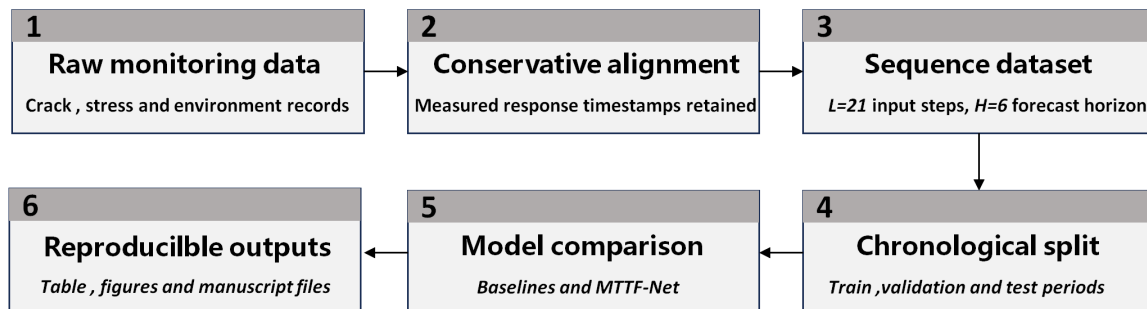 1
Raw monitoring data
Crack , stress and environment records
2
Conservative alignment
Measured response timestamps retained
3
Sequence dataset
L=21 input steps, H=6 forecast horizon
4
Chronological split
Train ,validation and test periods
5
Model comparison
Baselines and MTTF-Net
6
Reproducilble outputs
Table , figures and manuscript files